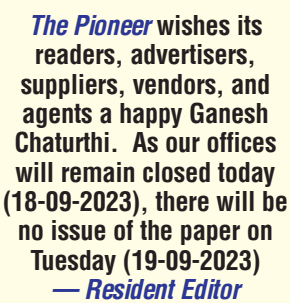 The Pioneer wishes its
readers, advertisers,
suppliers, vendors, and
agents a happy Ganesh
Chaturthi. As our offices
will remain closed today
(18-09-2023), there will be
no issue of the paper on
Tuesday (19-09-2023)
— Resident Editor